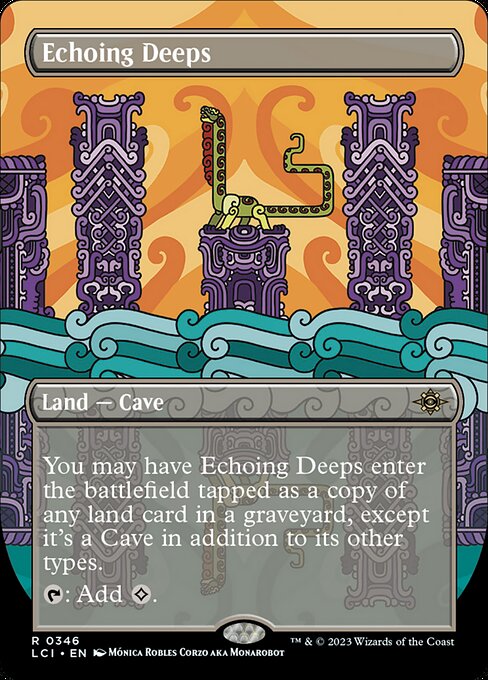 Echoing Deeps
Land — Cave
You may have Echoing Deeps enter
the battlefield tapped as a copy of
any land card in a graveyard, except
it's a Cave in addition to its other
types.
: Add .
R 0346
LCI • EN Mónica Robles Corzo aka Monarobot
™ & © 2023 Wizards of the Coast